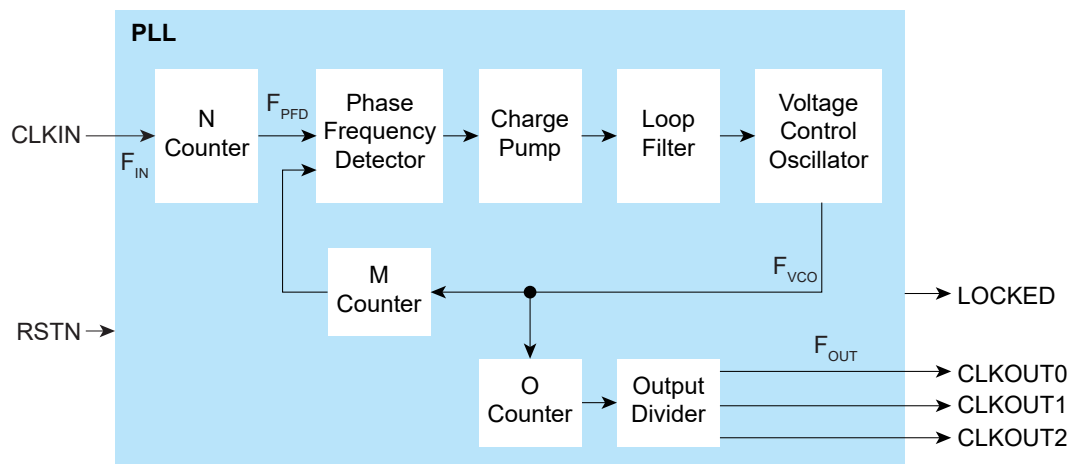 PLL
CLKIN
F_IN
N
Counter
F_PFD
Phase
Frequency
Detector
Charge
Pump
Loop
Filter
Voltage
Control
Oscillator
M
Counter
F_VCO
LOCKED
RSTN
O
Counter
Output
Divider
F_OUT
CLKOUT0
CLKOUT1
CLKOUT2